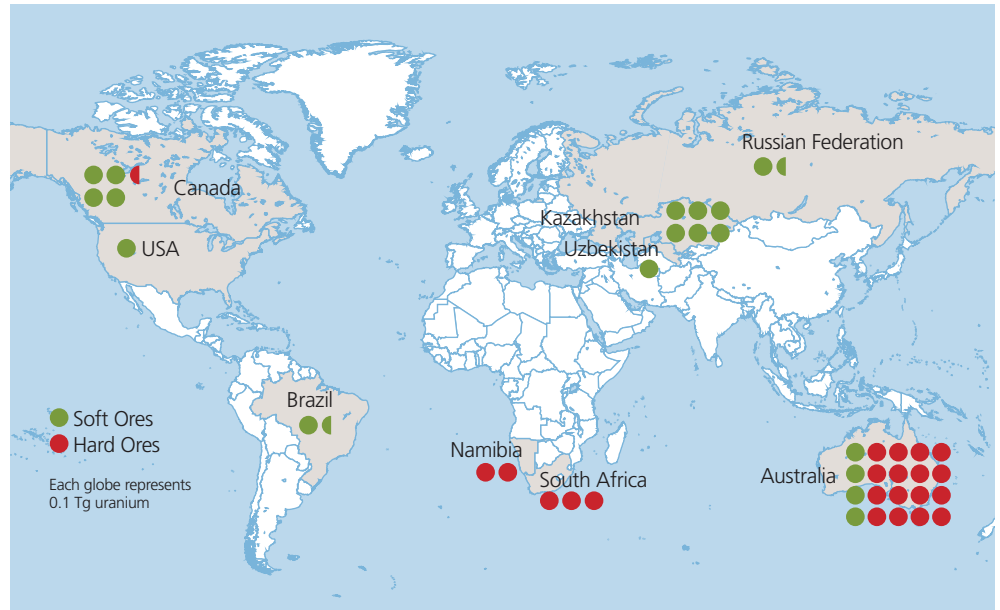 Russian Federation
Canada
Kazakhstan
USA
Uzbekistan
Brazil
Soft Ores
Hard Ores
Namibia
South Africa
Australia
Each globe represents
0.1 Tg uranium